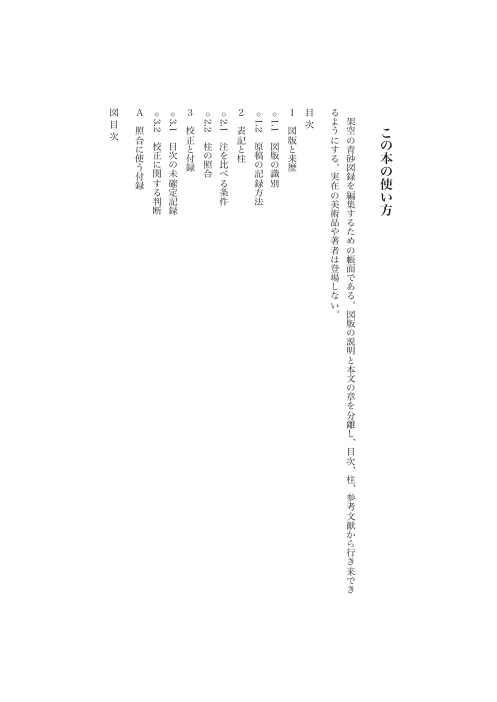 この本の使い方
架空の青砂図録を編集するための帳面である。図版の説明と本文の章を分離し、目次、柱、参考文献から行き来でき
るようにする。実在の美術品や著者は登場しない。
目次
1 図版と来歴
○1.1 図版の識別
○1.2 原稿の記録方法
2 表記と柱
○2.1 注を比べる条件
○2.2 柱の照合
3 校正と付録
○3.1 目次の未確定記録
○3.2 校正に関する判断
A 照合に使う付録
図目次